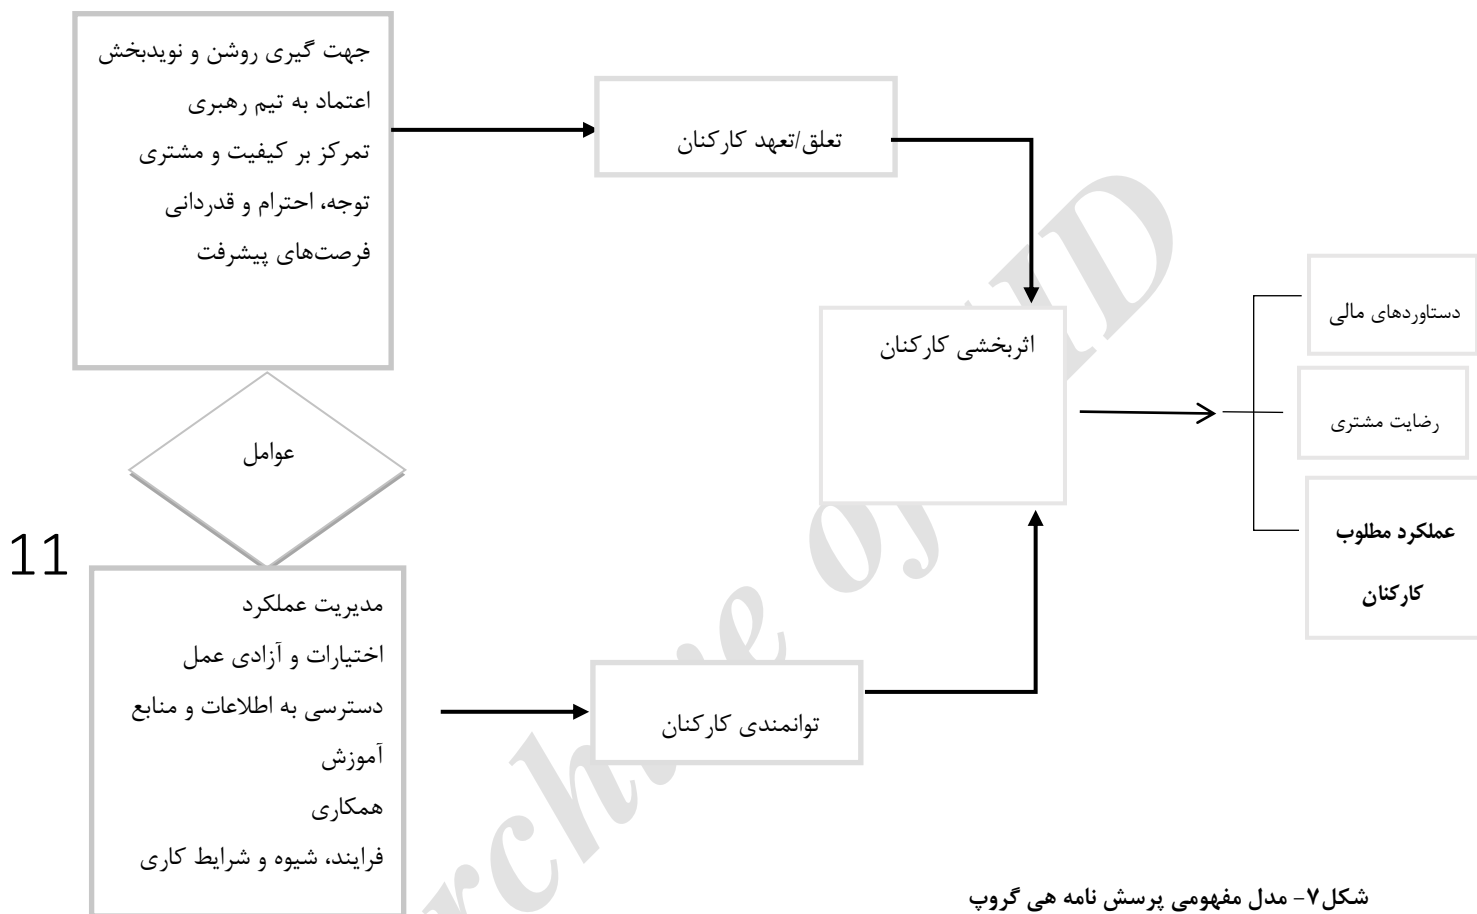 جهت گیری روشن و نویدبخش
اعتماد به تیم رهبری
تمرکز بر کیفیت و مشتری
توجه، احترام و قدردانی
فرصت‌های پیشرفت
تعلق/تعهد کارکنان
اثربخشی کارکنان
دستاوردهای مالی
رضایت مشتری
عملکرد مطلوب
کارکنان
عوامل
11
مدیریت عملکرد
اختیارات و آزادی عمل
دسترسی به اطلاعات و منابع
آموزش
همکاری
فرایند، شیوه و شرایط کاری
توانمندی کارکنان
شکل۷- مدل مفهومی پرسش نامه هی گروپ